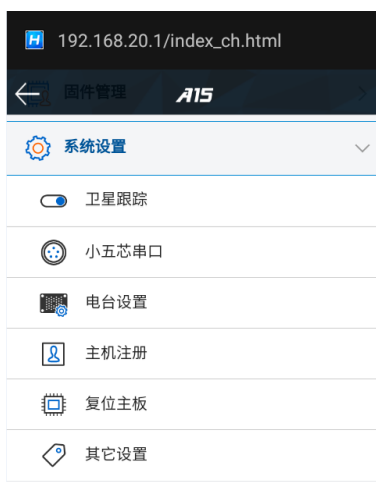 192.168.20.1/index_ch.html
固件管理
A15
系统设置
卫星跟踪
小五芯串口
电台设置
主机注册
复位主板
其它设置